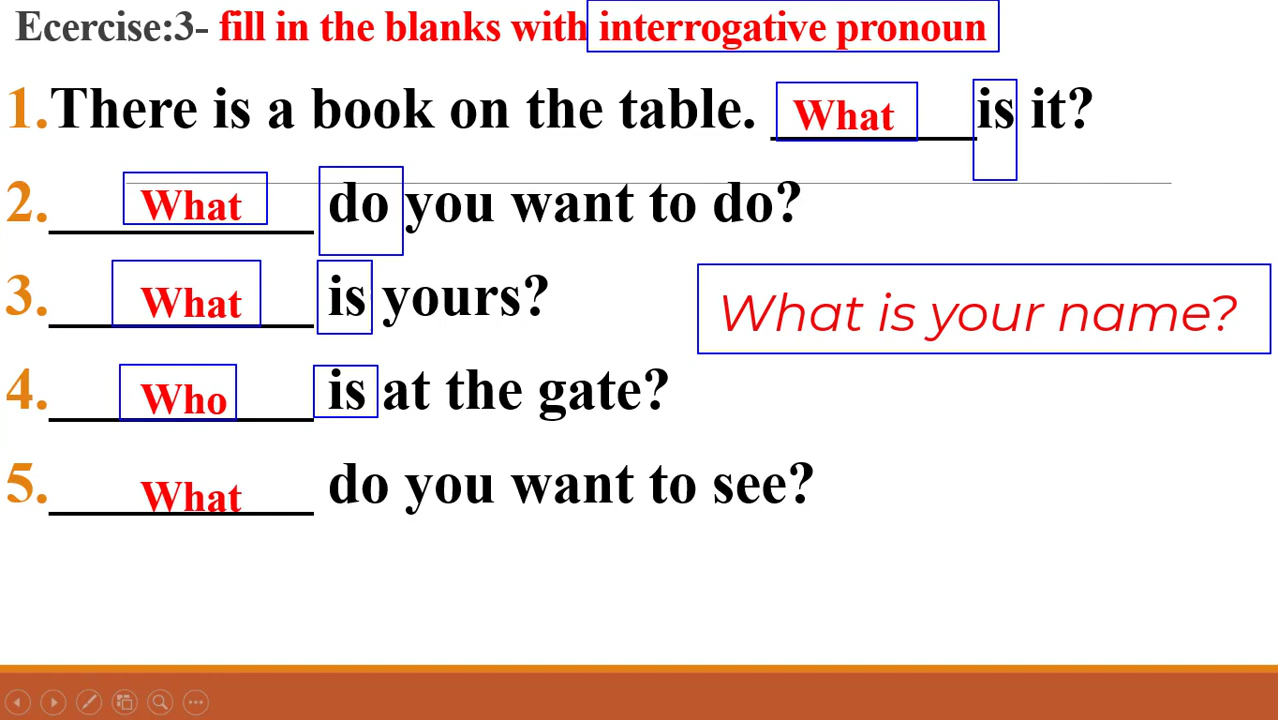 Ecercise:3- fill in the blanks with interrogative pronoun
1.There is a book on the table. What is it?
2. What do you want to do?
3. What is yours?
What is your name?
4. Who is at the gate?
5. What do you want to see?